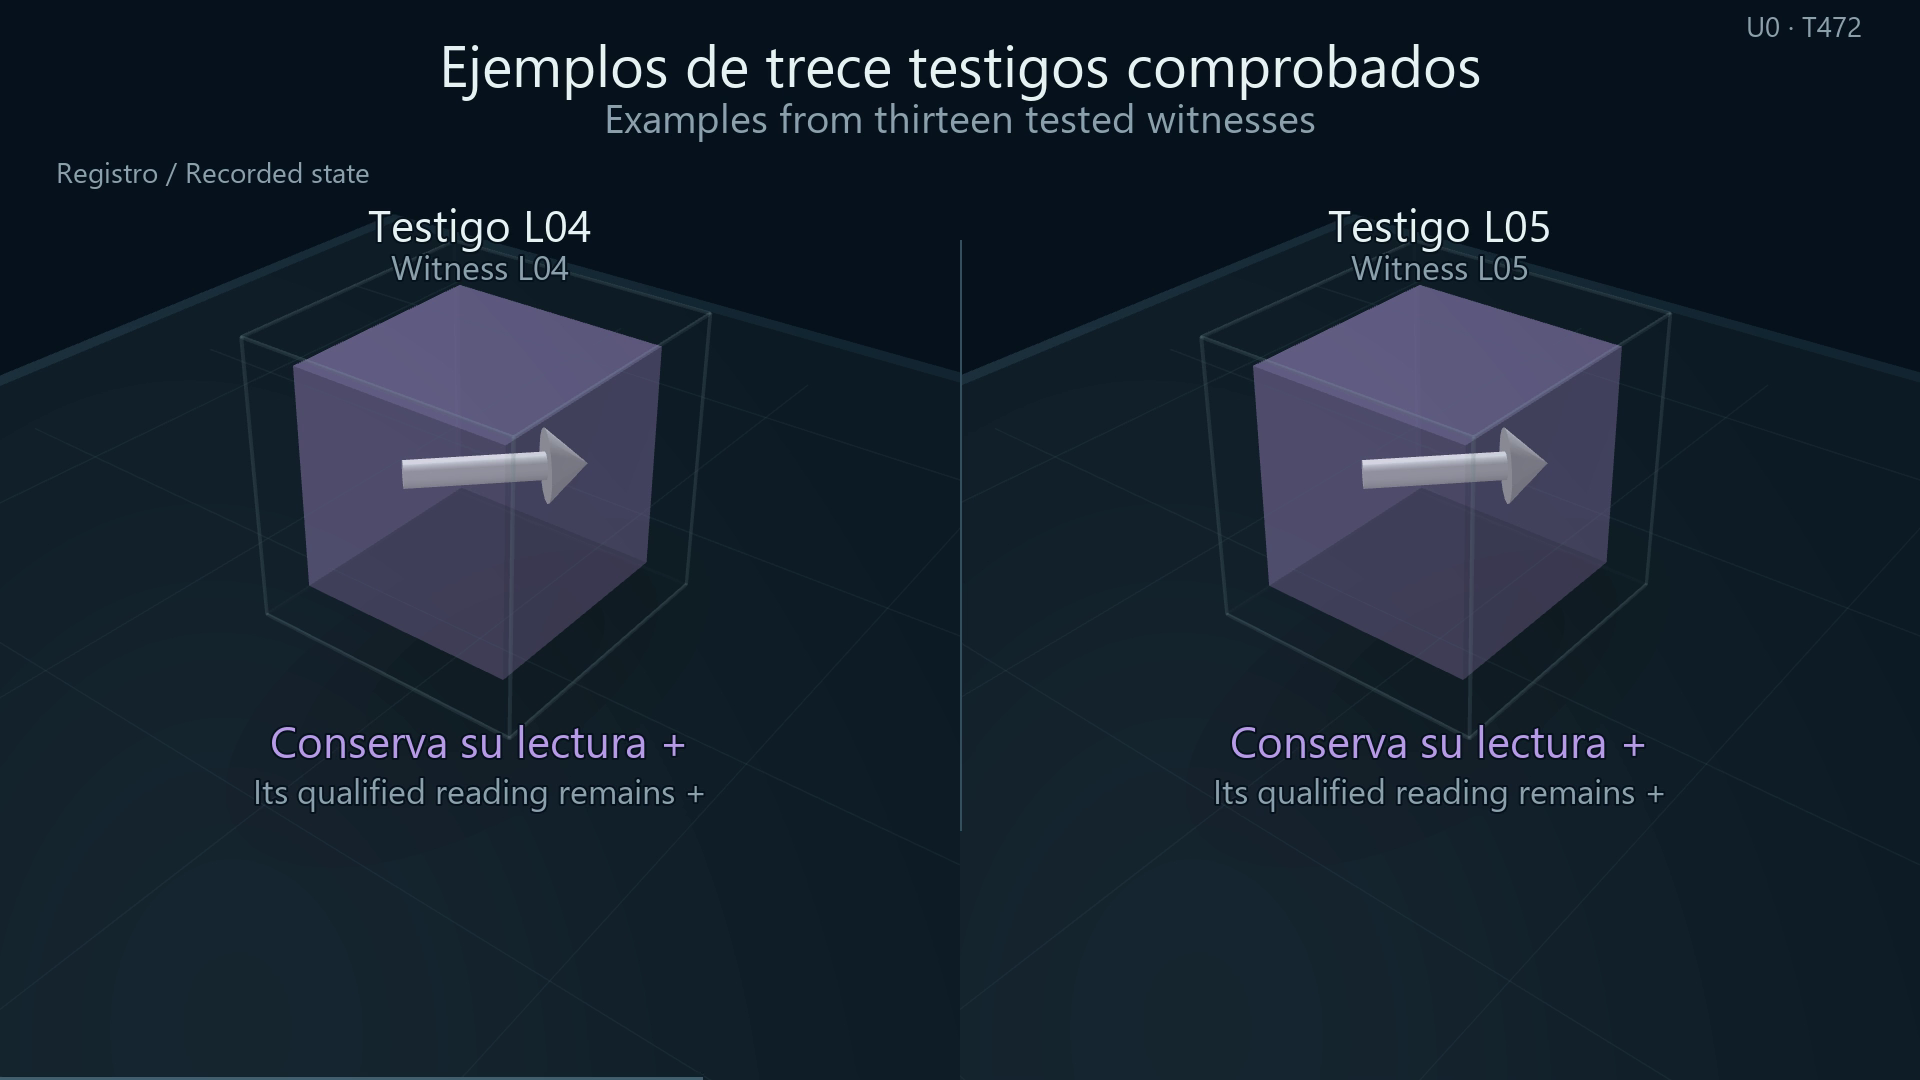 U0 · T472
Ejemplos de trece testigos comprobados
Examples from thirteen tested witnesses
Registro / Recorded state
Testigo L04
Witness L04
Conserva su lectura +
Its qualified reading remains +
Testigo L05
Witness L05
Conserva su lectura +
Its qualified reading remains +